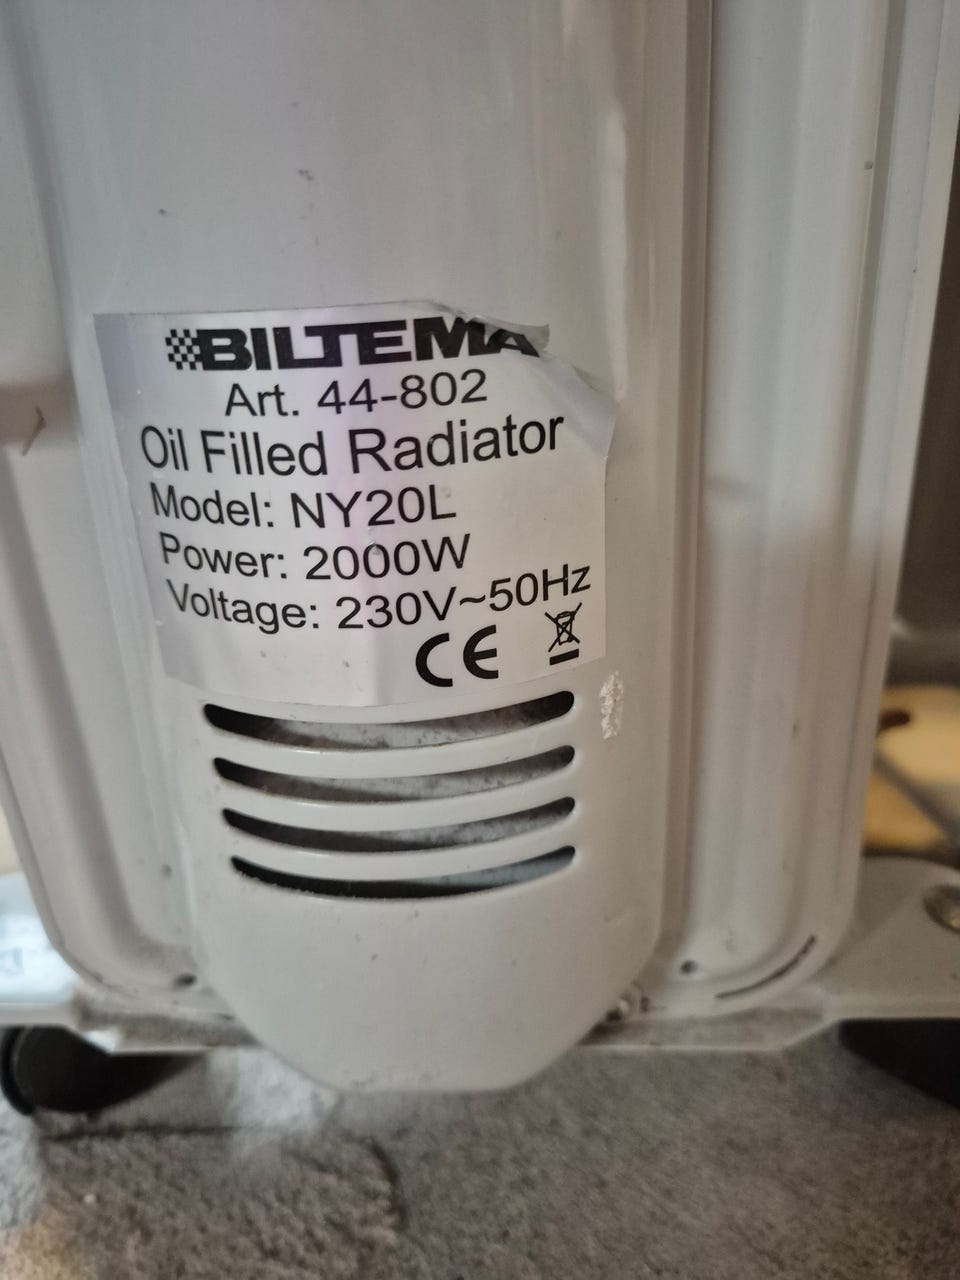 BILTEMA
Art. 44-802
Oil Filled Radiator
Model: NY20L
Power: 2000W
Voltage: 230V~50Hz
CE